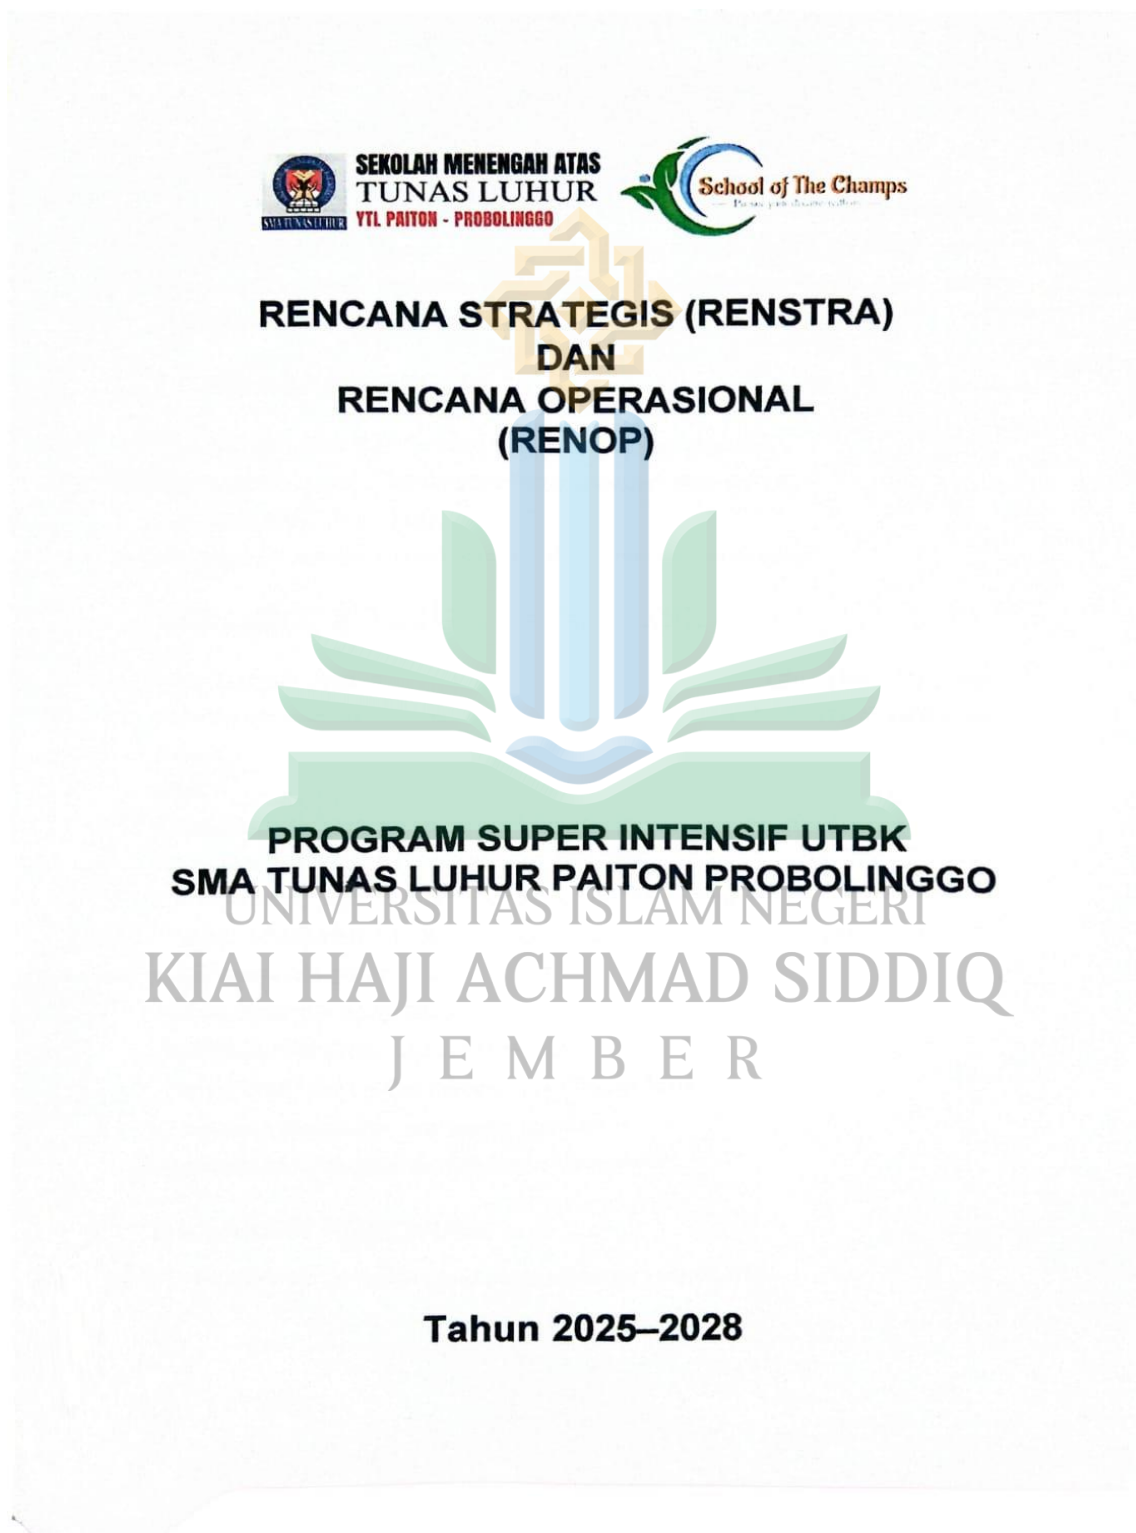 SEKOLAH MENENGAH ATAS
TUNAS LUHUR
YTL PAITON - PROBOLINGGO
SMA TUNAS LUHUR
School of The Champs
RENCANA STRATEGIS (RENSTRA)
DAN
RENCANA OPERASIONAL
(RENOP)
PROGRAM SUPER INTENSIF UTBK
SMA TUNAS LUHUR PAITON PROBOLINGGO
UNIVERSITAS ISLAM NEGERI
KIAI HAJI ACHMAD SIDDIQ
JEMBER
Tahun 2025–2028